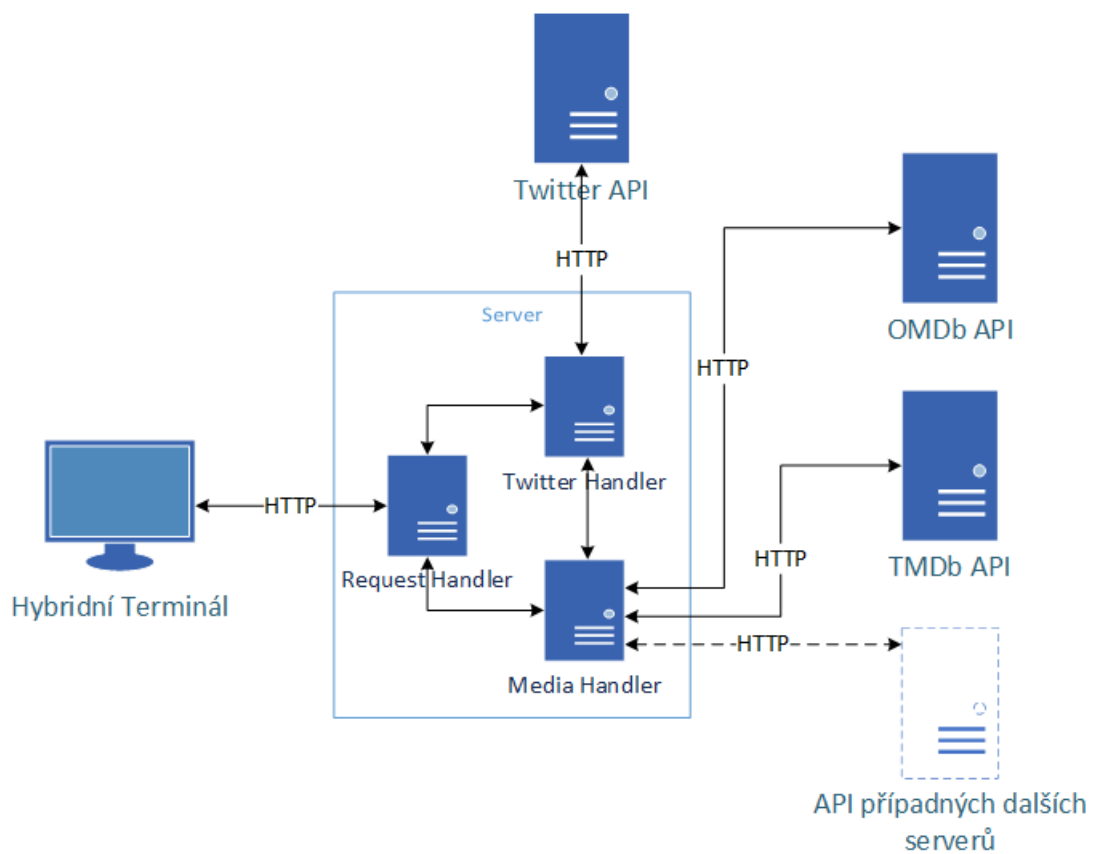 Twitter API
HTTP
OMDb API
Server
HTTP
Twitter Handler
HTTP
Request Handler
Hybridní Terminál
HTTP
TMDb API
HTTP
Media Handler
API případných dalších
serverů